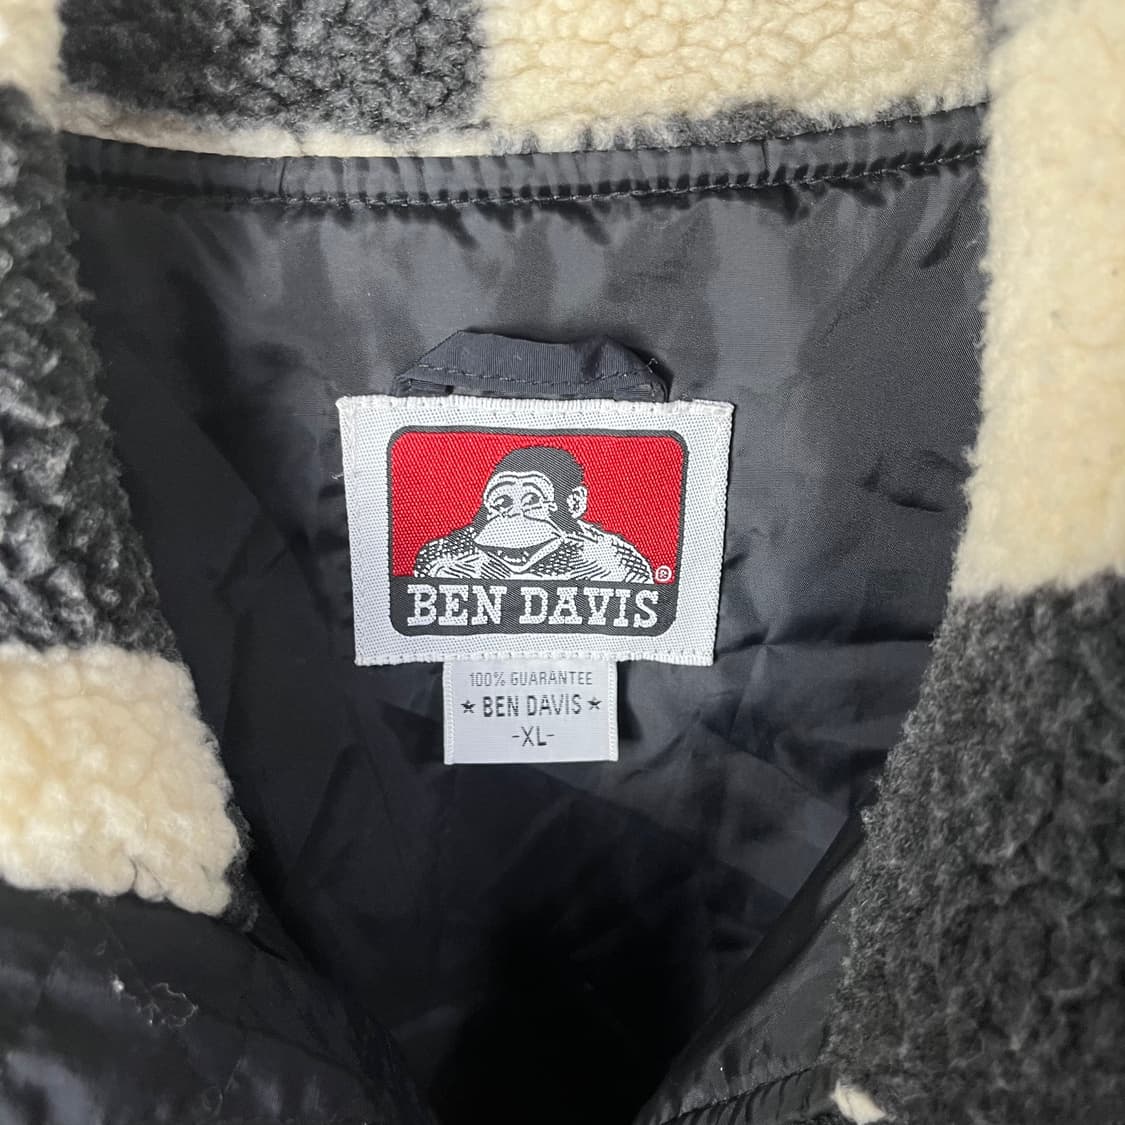 ®
BEN DAVIS
100% GUARANTEE
★ BEN DAVIS ★
-XL-